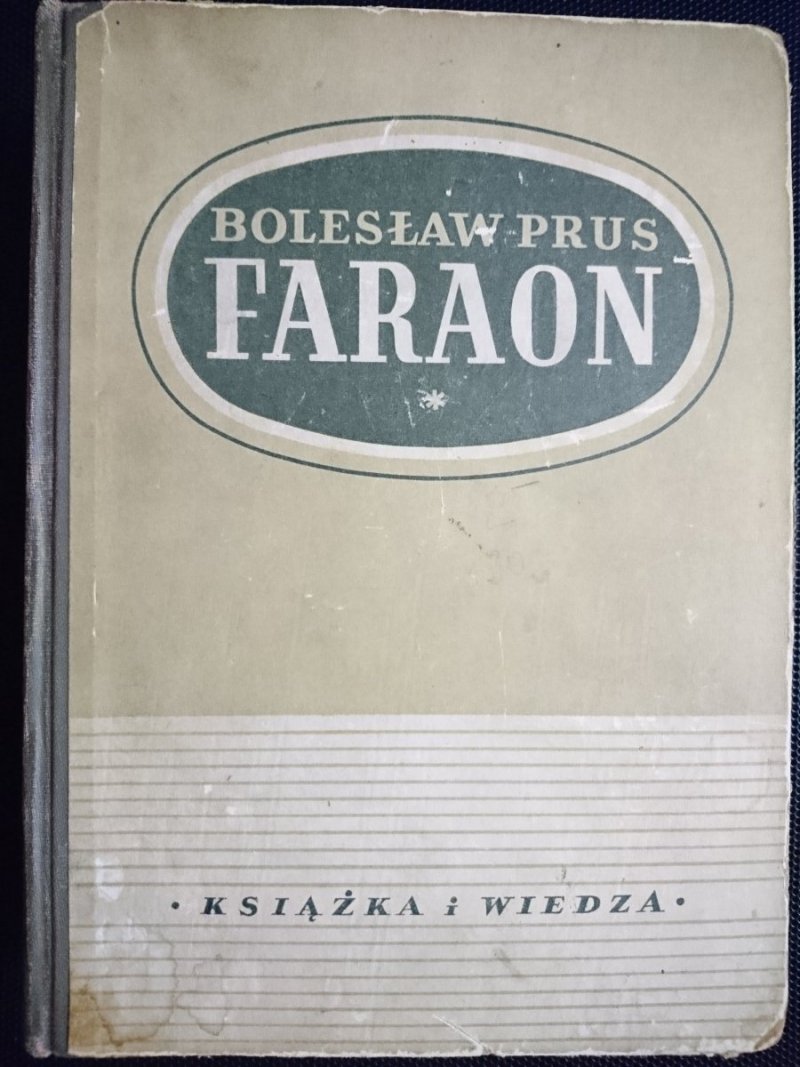 BOLESŁAW PRUS
FARAON
*
• KSIĄŻKA i WIEDZA •